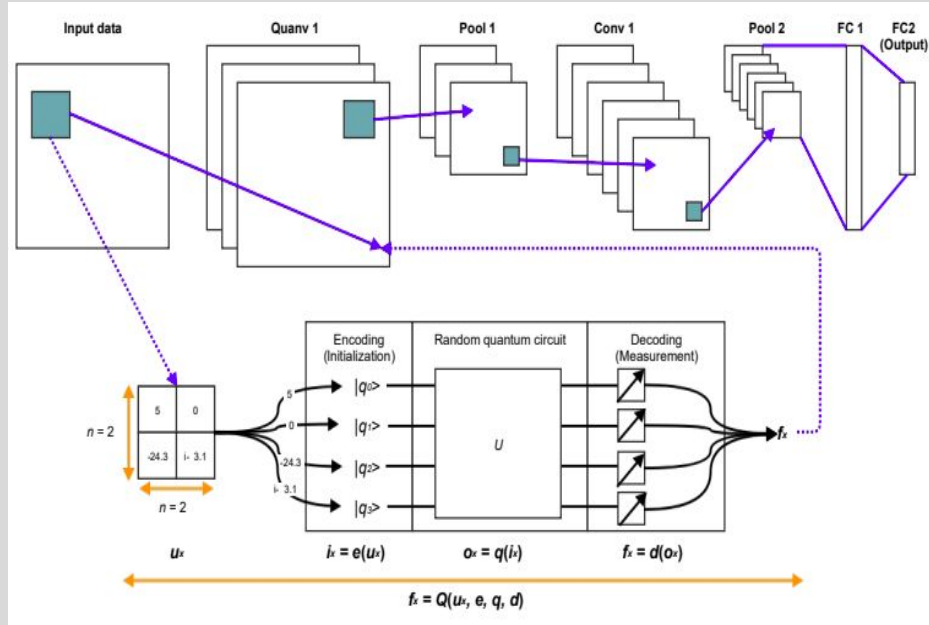 Input data
Quanv 1
Pool 1
Conv 1
Pool 2
FC 1
FC2
(Output)
Encoding
(Initialization)
Random quantum circuit
Decoding
(Measurement)
n = 2
5
0
-24.3
i- 3.1
n = 2
5
0
-24.3
i- 3.1
|q0>
|q1>
|q2>
|q3>
U
fx
ux
ix = e(ux)
ox = q(ix)
fx = d(ox)
fx = Q(ux, e, q, d)